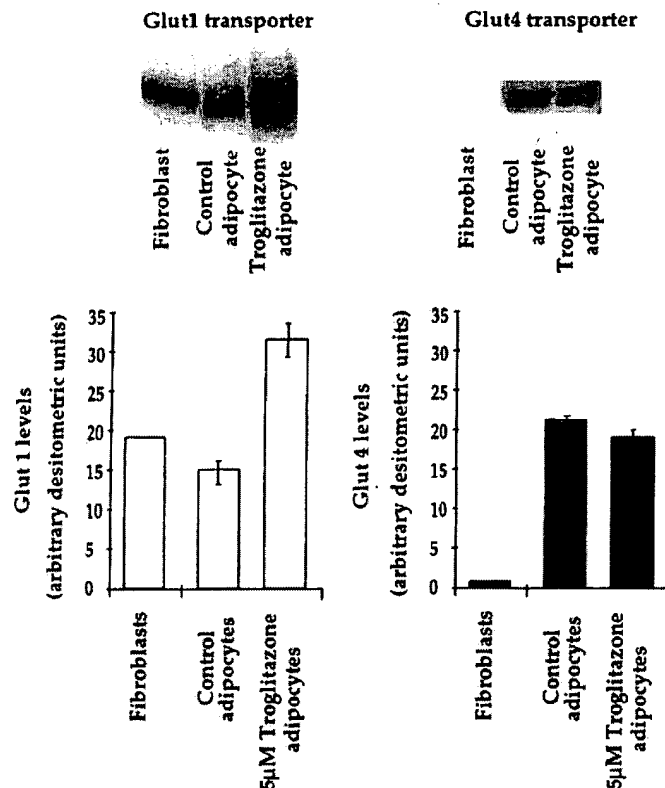 Glut1 transporter
Fibroblast
Control
adipocyte
Troglitazone
adipocyte
Glut 1 levels
(arbitrary desitometric units)
35
30
25
20
15
10
5
0
Fibroblasts
Control
adipocytes
5µM Troglitazone
adipocytes
Glut4 transporter
Fibroblast
Control
adipocyte
Troglitazone
adipocyte
Glut 4 levels
(arbitrary desitometric units)
35
30
25
20
15
10
5
0
Fibroblasts
Control
adipocytes
5µM Troglitazone
adipocytes